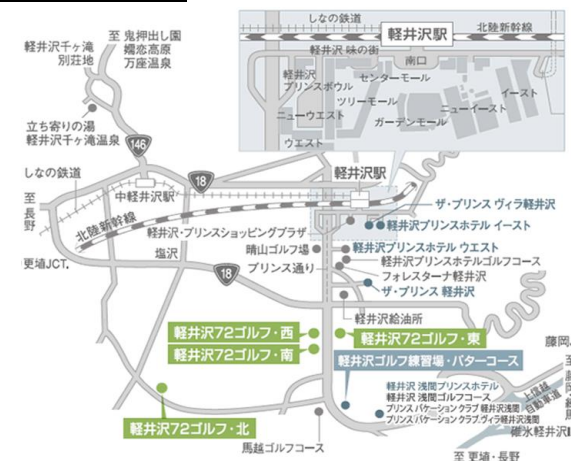 至 鬼押出し園
嬬恋高原
万座温泉
軽井沢千ヶ滝
別荘地
立ち寄りの湯
軽井沢千ヶ滝温泉
146
しなの鉄道
北陸新幹線
軽井沢駅
軽井沢 味の街
南口
軽井沢
プリンスボウル
センターモール
ツリーモール
ニューウエスト
ガーデンモール
ニューイースト
イースト
ウエスト
しなの鉄道
18
軽井沢駅
中軽井沢駅
至
長野
北陸新幹線
ザ・プリンス ヴィラ軽井沢
軽井沢プリンスホテル イースト
軽井沢・プリンスショッピングプラザ
塩沢
晴山ゴルフ場
軽井沢プリンスホテル ウエスト
更埴JCT.
18
プリンス通り
軽井沢プリンスホテルゴルフコース
フォレスターナ軽井沢
ザ・プリンス 軽井沢
軽井沢給油所
軽井沢72ゴルフ・西
軽井沢72ゴルフ・東
軽井沢72ゴルフ・南
軽井沢ゴルフ練習場・パターコース
藤岡
軽井沢 浅間プリンスホテル
軽井沢 浅間ゴルフコース
プリンス バケーション クラブ 軽井沢浅間
プリンス バケーション クラブ ヴィラ軽井沢浅間
上信越
自動車道
軽井沢72ゴルフ・北
馬越ゴルフコース
碓氷軽井沢I
至 更埴・長野